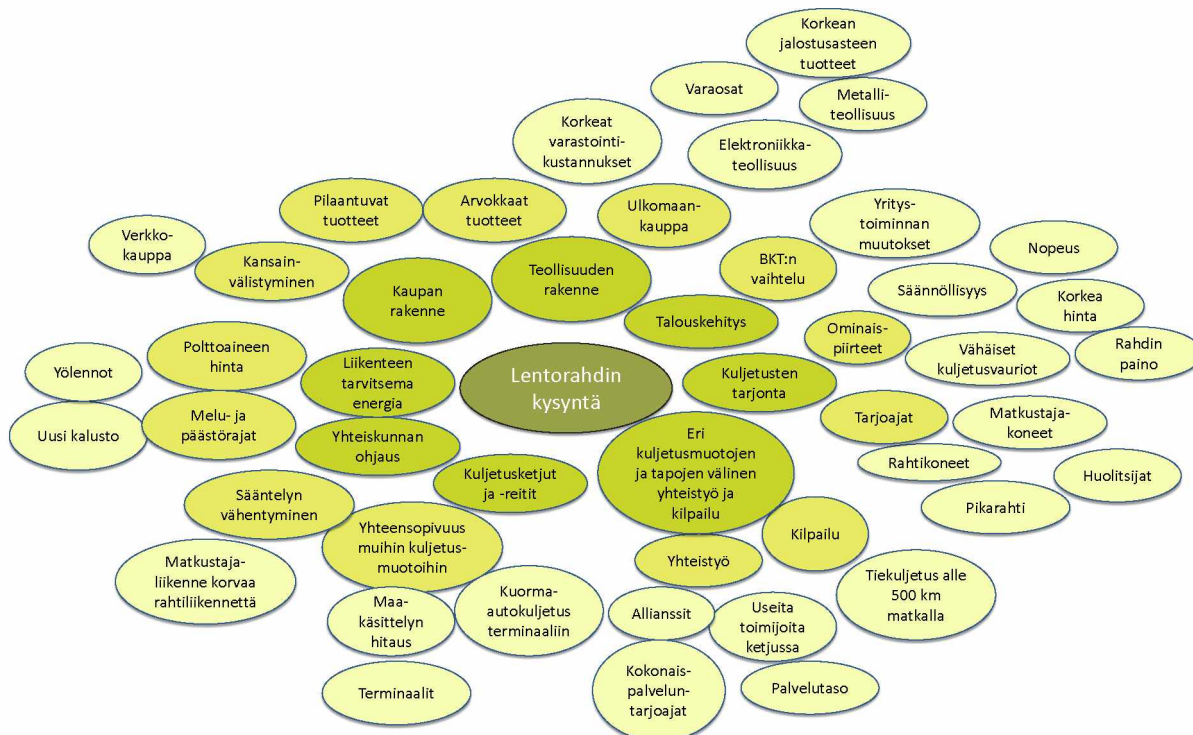 Korkean
jalostusasteen
tuotteet
Varaosat
Metalli-
teollisuus
Korkeat
varastointi-
kustannukset
Elektroniikka-
teollisuus
Pilaantuvat
tuotteet
Arvokkaat
tuotteet
Ulkomaan-
kauppa
Yritys-
toiminnan
muutokset
Verkko-
kauppa
Kansain-
välistyminen
Kaupan
rakenne
Teollisuuden
rakenne
BKT:n
vaihtelu
Nopeus
Säännöllisyys
Korkea
hinta
Talouskehitys
Ominais-
piirteet
Vähäiset
kuljetusvauriot
Rahdin
paino
Yölennot
Polttoaineen
hinta
Liikenteen
tarvitsema
energia
Lentorahdin
kysyntä
Kuljetusten
tarjonta
Uusi kalusto
Melu- ja
päästörajat
Yhteiskunnan
ohjaus
Tarjoajat
Matkustaja-
koneet
Eri
kuljetusmuotojen
ja tapojen välinen
yhteistyö ja
kilpailu
Kuljetusketjut
ja -reitit
Rahtikoneet
Huolitsijat
Pikarahti
Sääntelyn
vähentyminen
Yhteensopivuus
muihin kuljetus-
muotoihin
Yhteistyö
Kilpailu
Matkustaja-
liikenne korvaa
rahtiliikennettä
Maa-
käsittelyn
hitaus
Kuorma-
autokuljetus
terminaaliin
Allianssit
Useita
toimijoita
ketjussa
Tiekuljetus alle
500 km
matkalla
Terminaalit
Kokonais-
palvelun-
tarjoajat
Palvelutaso